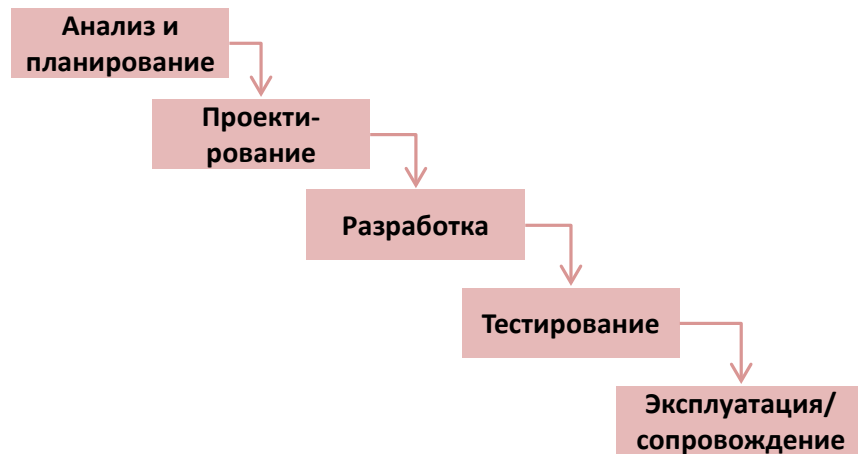 Анализ и
планирование
Проекти-
рование
Разработка
Тестирование
Эксплуатация/
сопровождение